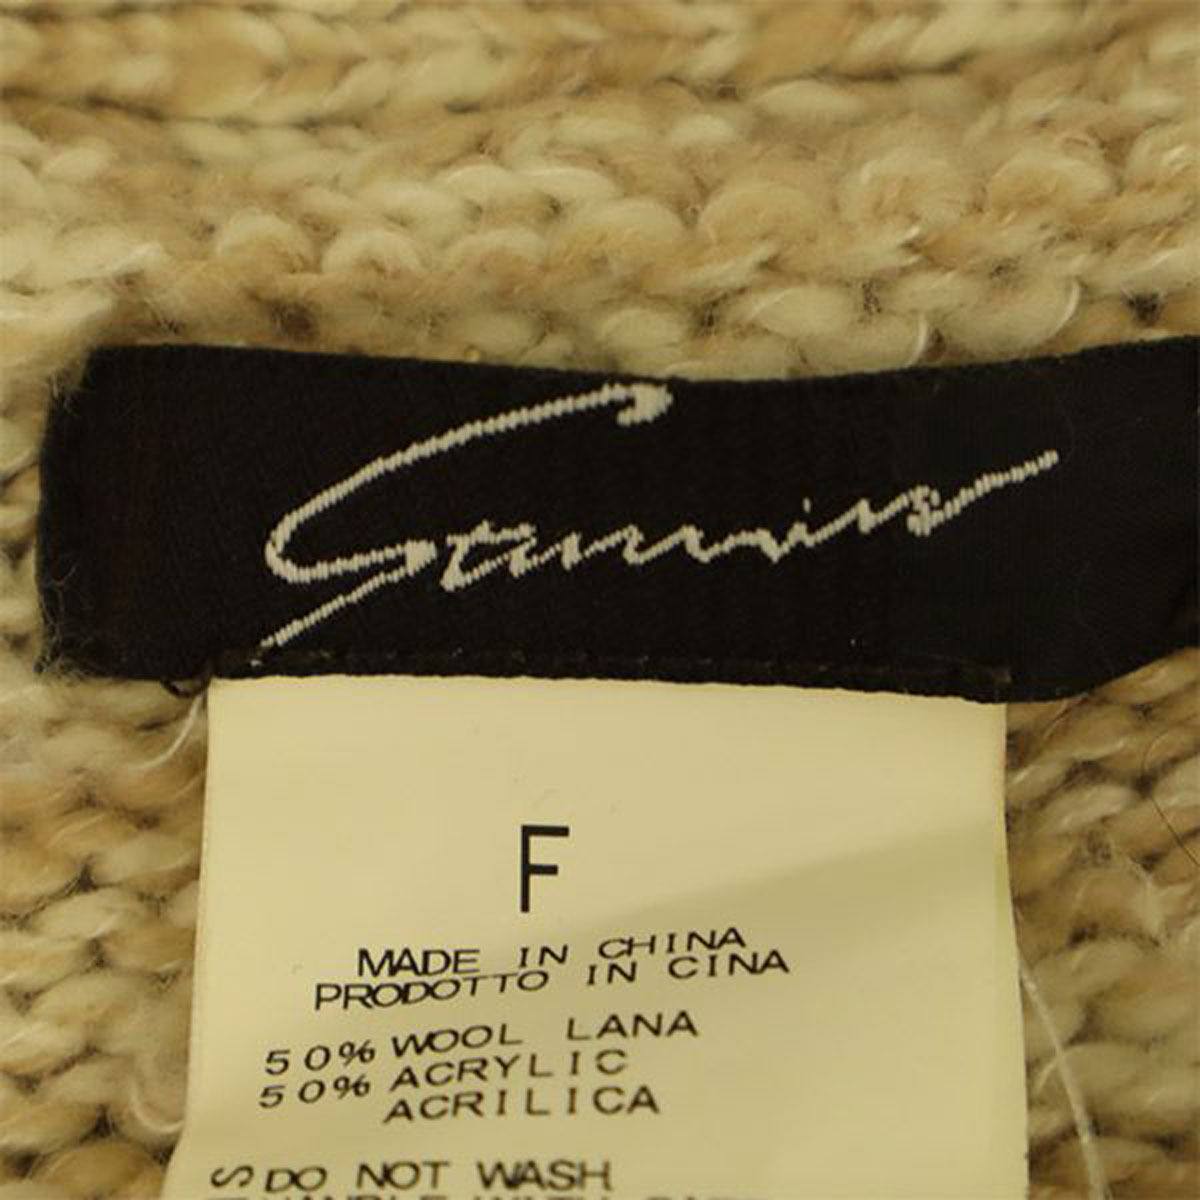 F
MADE IN CHINA
PRODOTTO IN CINA
50% WOOL LANA
50% ACRYLIC
ACRILICA
DO NOT WASH